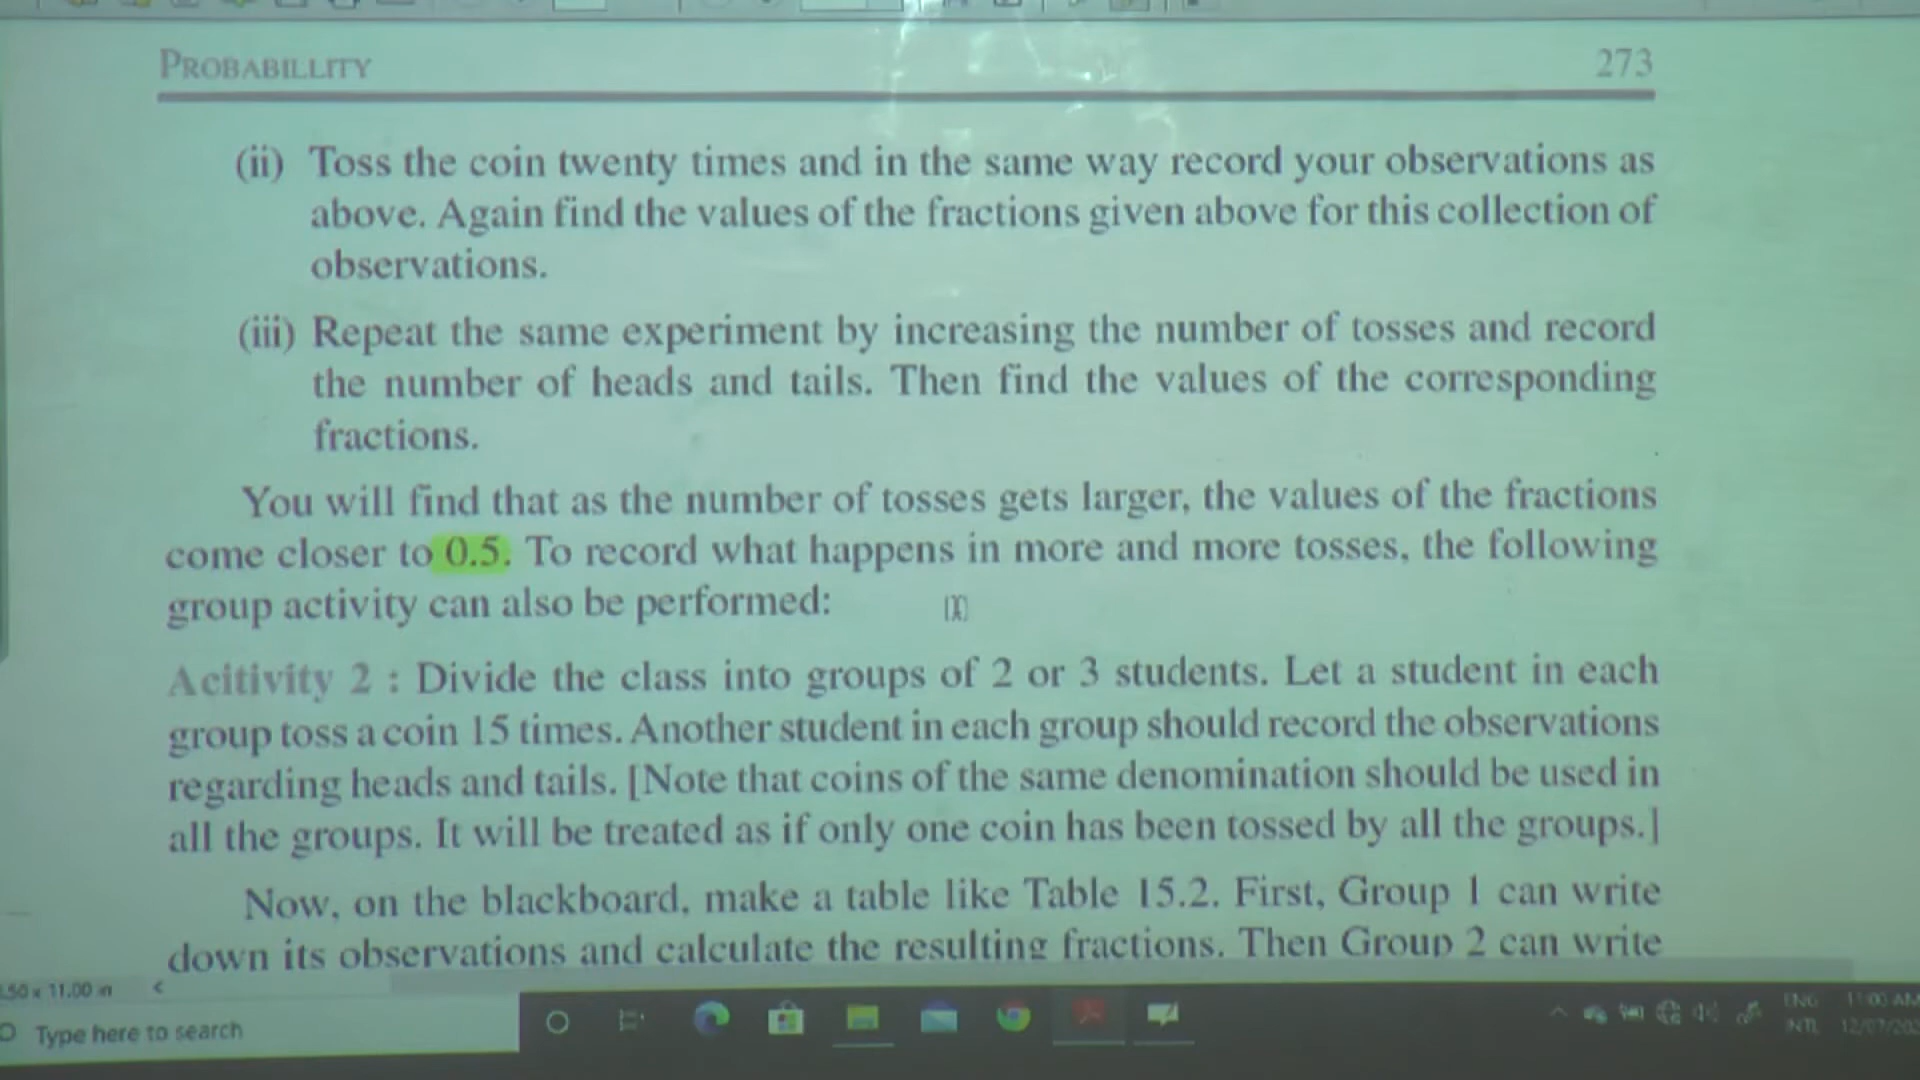 PROBABILLITY 273
(ii) Toss the coin twenty times and in the same way record your observations as
above. Again find the values of the fractions given above for this collection of
observations.
(iii) Repeat the same experiment by increasing the number of tosses and record
the number of heads and tails. Then find the values of the corresponding
fractions.
You will find that as the number of tosses gets larger, the values of the fractions
come closer to 0.5. To record what happens in more and more tosses, the following
group activity can also be performed:
Acitivity 2 : Divide the class into groups of 2 or 3 students. Let a student in each
group toss a coin 15 times. Another student in each group should record the observations
regarding heads and tails. [Note that coins of the same denomination should be used in
all the groups. It will be treated as if only one coin has been tossed by all the groups.]
Now, on the blackboard, make a table like Table 15.2. First, Group 1 can write
down its observations and calculate the resulting fractions. Then Group 2 can write
.50 x 11.00 in
Type here to search
ENG 11:00 AM
INTL